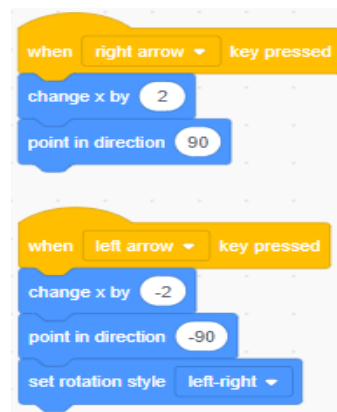 when right arrow key pressed
change x by 2
point in direction 90
when left arrow key pressed
change x by -2
point in direction -90
set rotation style left-right